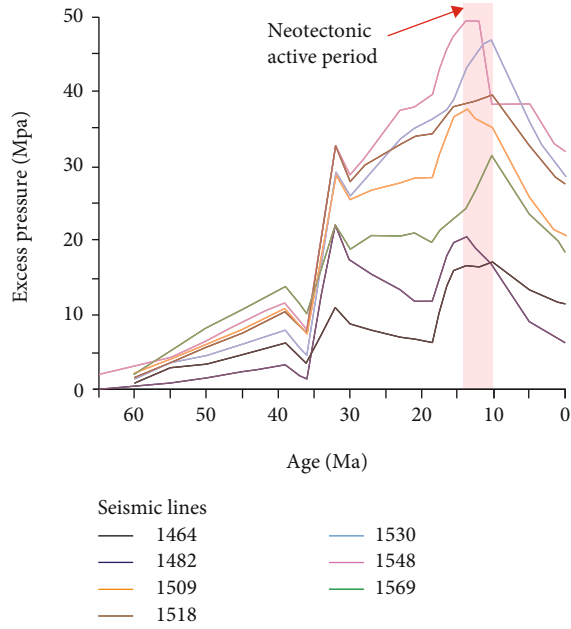 Neotectonic
active period
Excess pressure (Mpa)
50
40
30
20
10
0
60 50 40 30 20 10 0
Age (Ma)
Seismic lines
1464
1482
1509
1518
1530
1548
1569